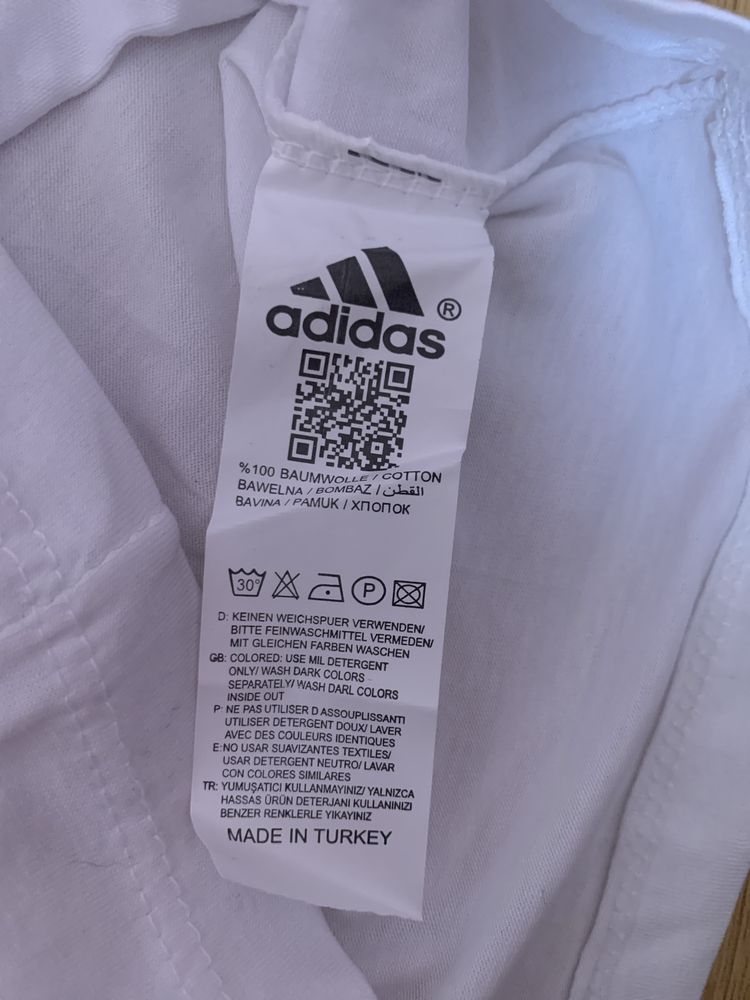 adidas ®
%100 BAUMWOLLE / COTTON
BAWELNA / BOMBAZ / القطن
BAVINA / PAMUK / ХПОПОК
30° P
D: KEINEN WEICHSPUER VERWENDEN/
BITTE FEINWASCHMITTEL VERMEDEN/
MIT GLEICHEN FARBEN WASCHEN
GB: COLORED: USE MIL DETERGENT
ONLY/ WASH DARK COLORS
SEPARATELY/ WASH DARL COLORS
INSIDE OUT
P: NE PAS UTILISER D ASSOUPLISSANTI
UTILISER DETERGENT DOUX/ LAVER
AVEC DES COULEURS IDENTIQUES
E:NO USAR SUAVIZANTES TEXTILES/
USAR DETERGENT NEUTRO/ LAVAR
CON COLORES SIMILARES
TR: YUMUŞATICI KULLANMAYINIZ/ YALNIZCA
HASSAS ÜRÜN DETERJANI KULLANINIZI
BENZER RENKLERLE YIKAYINIZ
MADE IN TURKEY